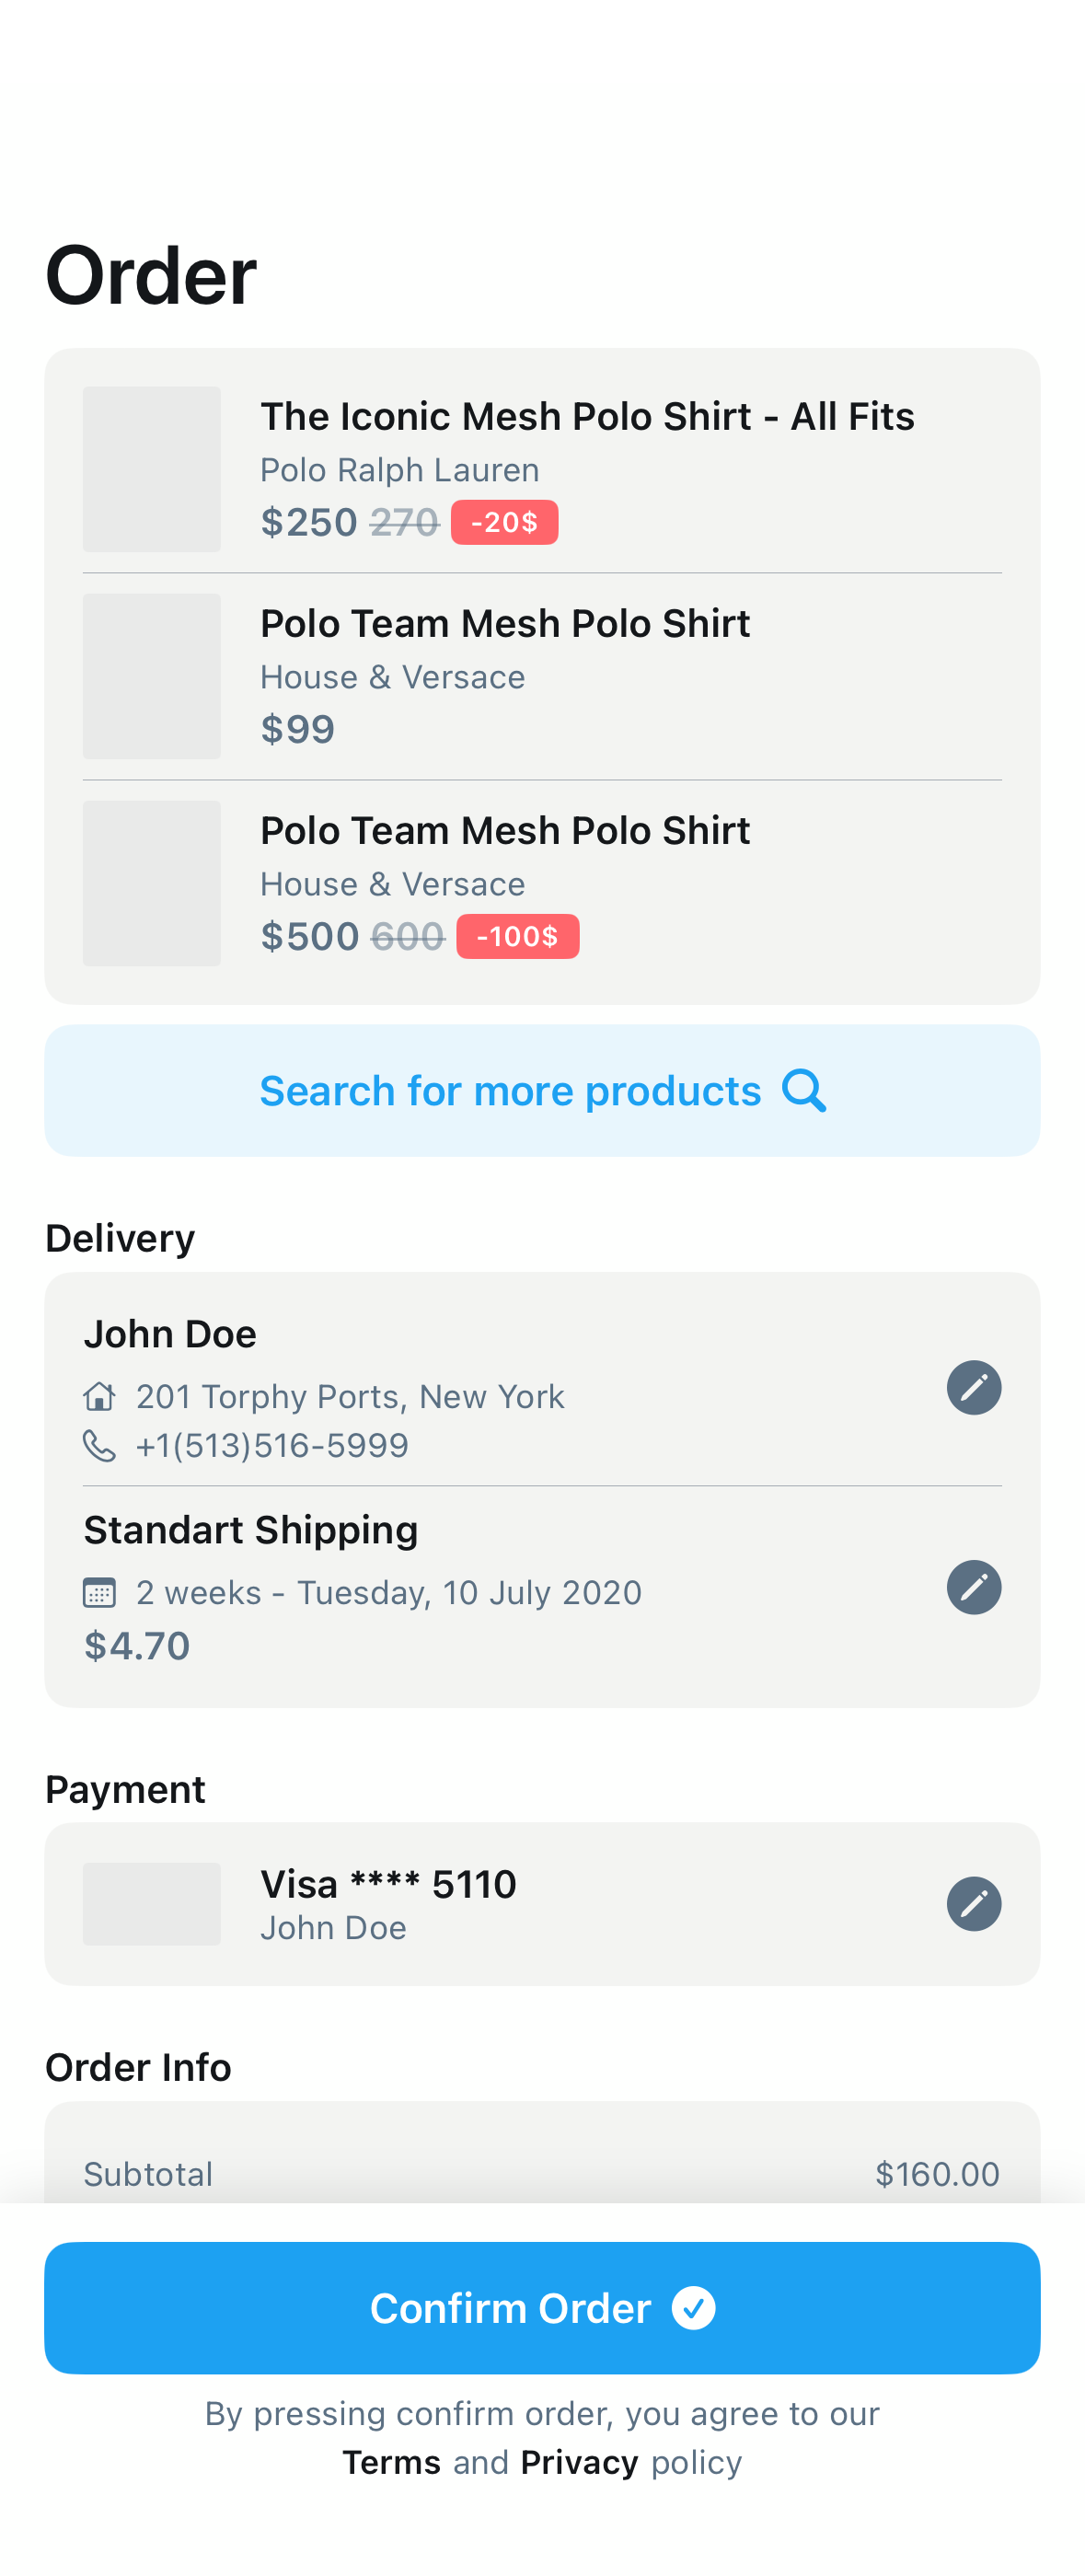 Order
The Iconic Mesh Polo Shirt - All Fits
Polo Ralph Lauren
$250 270 -20$
Polo Team Mesh Polo Shirt
House & Versace
$99
Polo Team Mesh Polo Shirt
House & Versace
$500 600 -100$
Search for more products
Delivery
John Doe
201 Torphy Ports, New York
+1(513)516-5999
Standart Shipping
2 weeks - Tuesday, 10 July 2020
$4.70
Payment
Visa **** 5110
John Doe
Order Info
Subtotal $160.00
Confirm Order
By pressing confirm order, you agree to our
Terms and Privacy policy